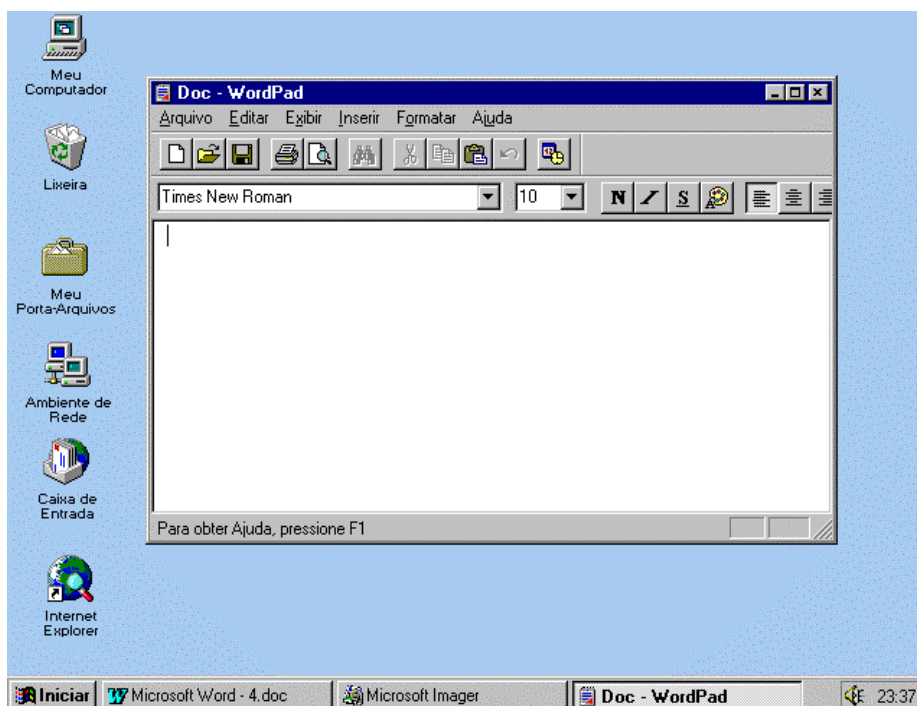 Meu
Computador
Lixeira
Meu
Porta-Arquivos
Ambiente de
Rede
Caixa de
Entrada
Internet
Explorer
Doc - WordPad
Arquivo Editar Exibir Inserir Formatar Ajuda
Times New Roman 10 N I S
Para obter Ajuda, pressione F1
Iniciar Microsoft Word - 4.doc Microsoft Imager Doc - WordPad 23:37